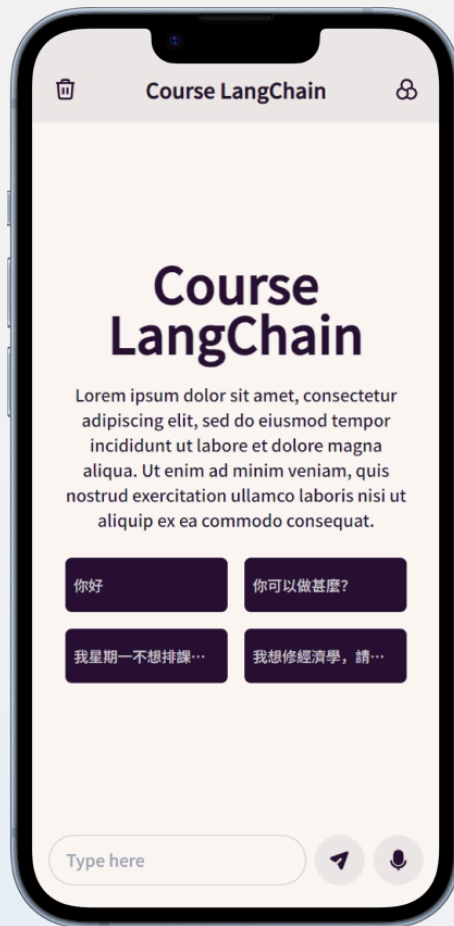 Course LangChain
Course
LangChain
Lorem ipsum dolor sit amet, consectetur
adipiscing elit, sed do eiusmod tempor
incididunt ut labore et dolore magna
aliqua. Ut enim ad minim veniam, quis
nostrud exercitation ullamco laboris nisi ut
aliquip ex ea commodo consequat.
你好
你可以做甚麼?
我星期一不想排課…
我想修經濟學，請…
Type here